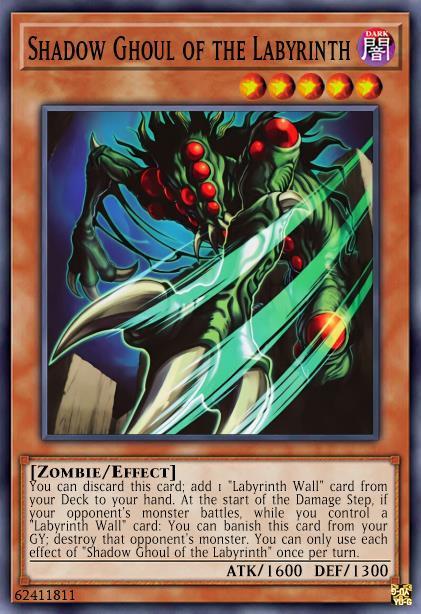 Shadow Ghoul of the Labyrinth
DARK
闇
[Zombie/Effect]
You can discard this card; add 1 "Labyrinth Wall" card from
your Deck to your hand. At the start of the Damage Step, if
your opponent's monster battles, while you control a
"Labyrinth Wall" card: You can banish this card from your
GY; destroy that opponent's monster. You can only use each
effect of "Shadow Ghoul of the Labyrinth" once per turn.
ATK/1600 DEF/1300
62411811